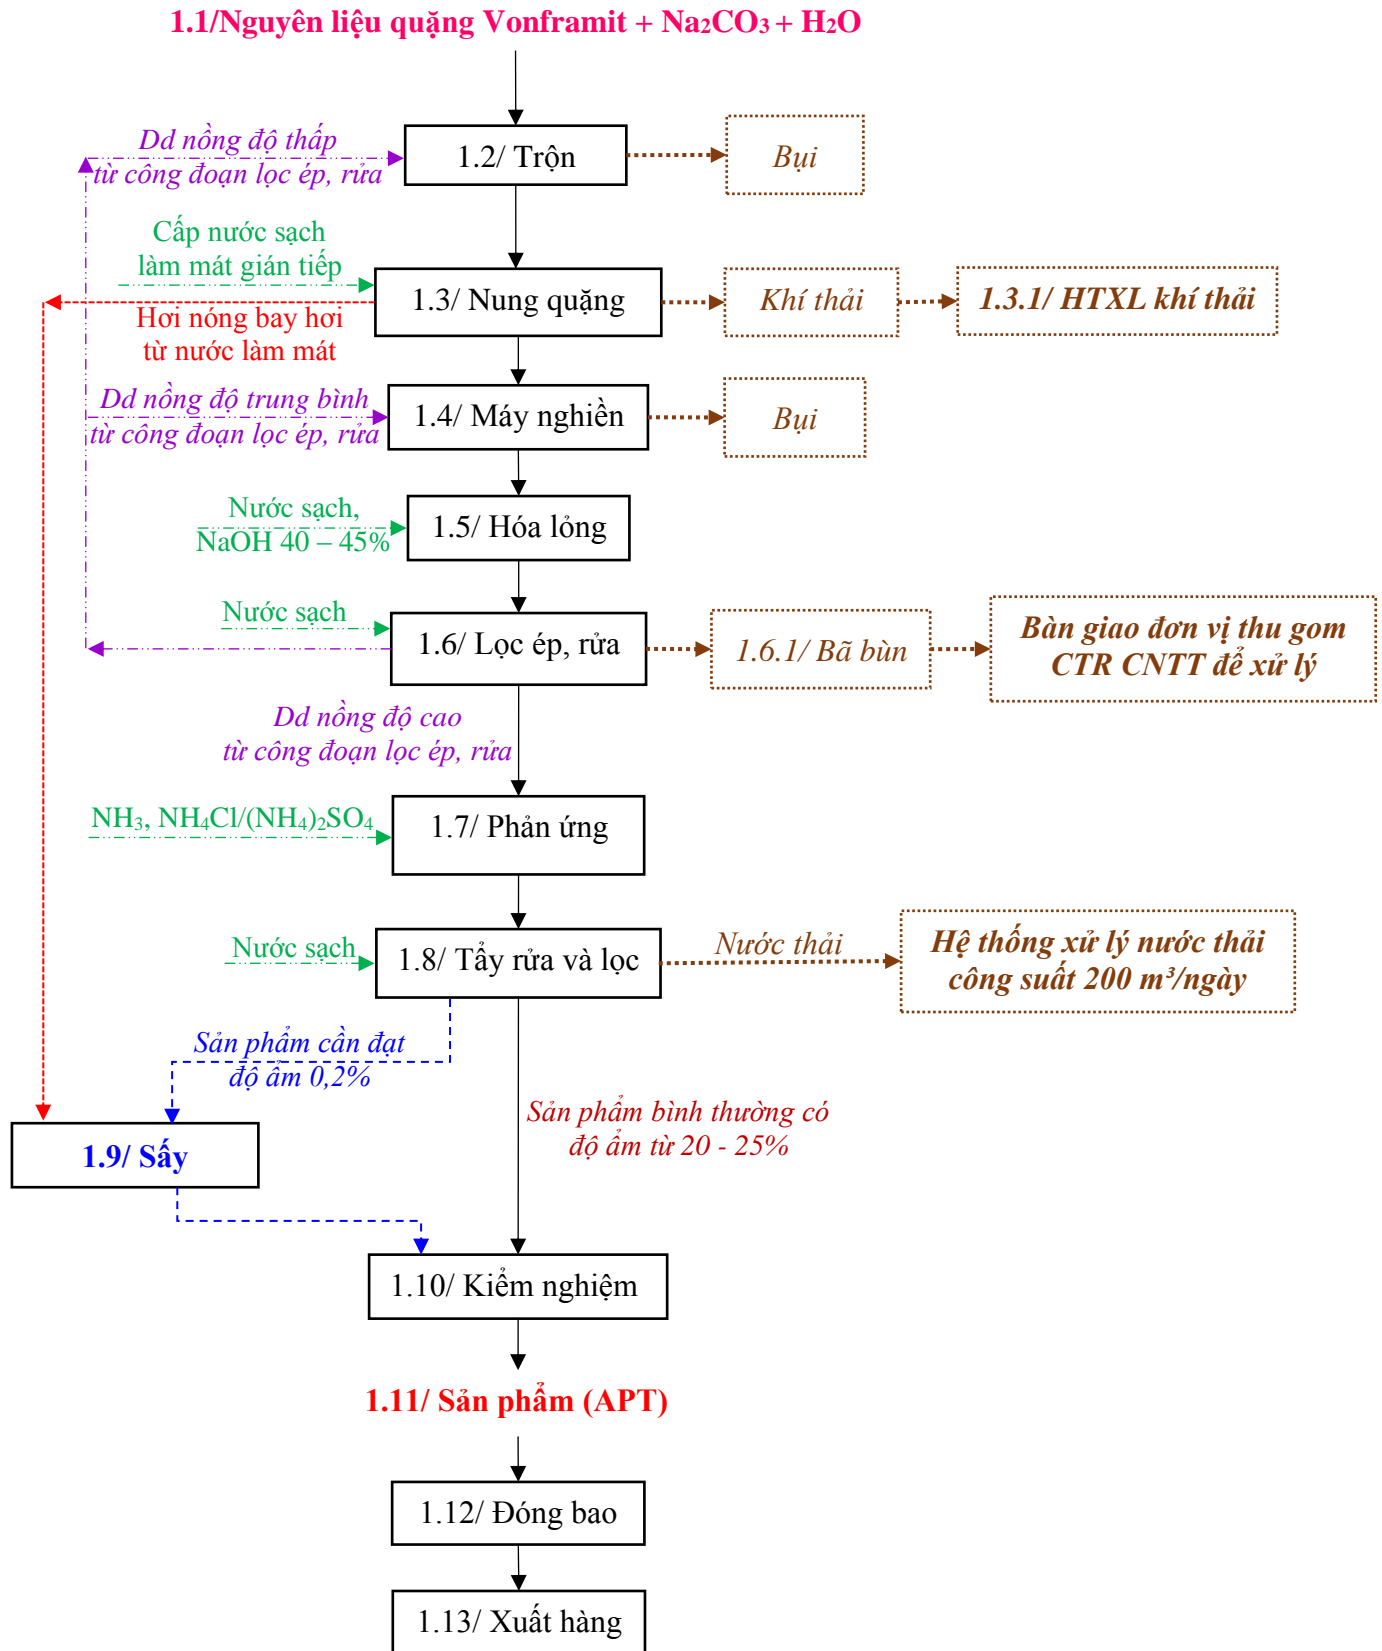 1.1/Nguyên liệu quặng Vonframit + Na₂CO₃ + H₂O
Dd nồng độ thấp
từ công đoạn lọc ép, rửa
1.2/ Trộn
Bụi
Cấp nước sạch
làm mát gián tiếp
1.3/ Nung quặng
Khí thải
1.3.1/ HTXL khí thải
Hơi nóng bay hơi
từ nước làm mát
Dd nồng độ trung bình
từ công đoạn lọc ép, rửa
1.4/ Máy nghiền
Bụi
Nước sạch,
NaOH 40 – 45%
1.5/ Hóa lỏng
Nước sạch
1.6/ Lọc ép, rửa
1.6.1/ Bã bùn
Bàn giao đơn vị thu gom
CTR CNTT để xử lý
Dd nồng độ cao
từ công đoạn lọc ép, rửa
NH₃, NH₄Cl/(NH₄)₂SO₄
1.7/ Phản ứng
Nước sạch
1.8/ Tẩy rửa và lọc
Nước thải
Hệ thống xử lý nước thải
công suất 200 m³/ngày
Sản phẩm cần đạt
độ ẩm 0,2%
Sản phẩm bình thường có
độ ẩm từ 20 - 25%
1.9/ Sấy
1.10/ Kiểm nghiệm
1.11/ Sản phẩm (APT)
1.12/ Đóng bao
1.13/ Xuất hàng